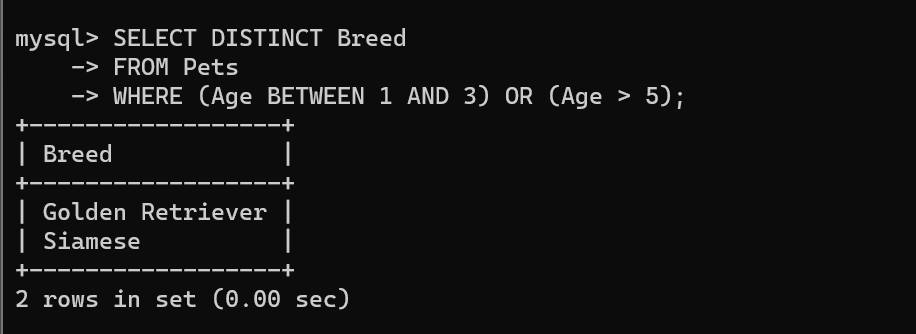 mysql> SELECT DISTINCT Breed
    -> FROM Pets
    -> WHERE (Age BETWEEN 1 AND 3) OR (Age > 5);
+------------------+
| Breed            |
+------------------+
| Golden Retriever |
| Siamese          |
+------------------+
2 rows in set (0.00 sec)